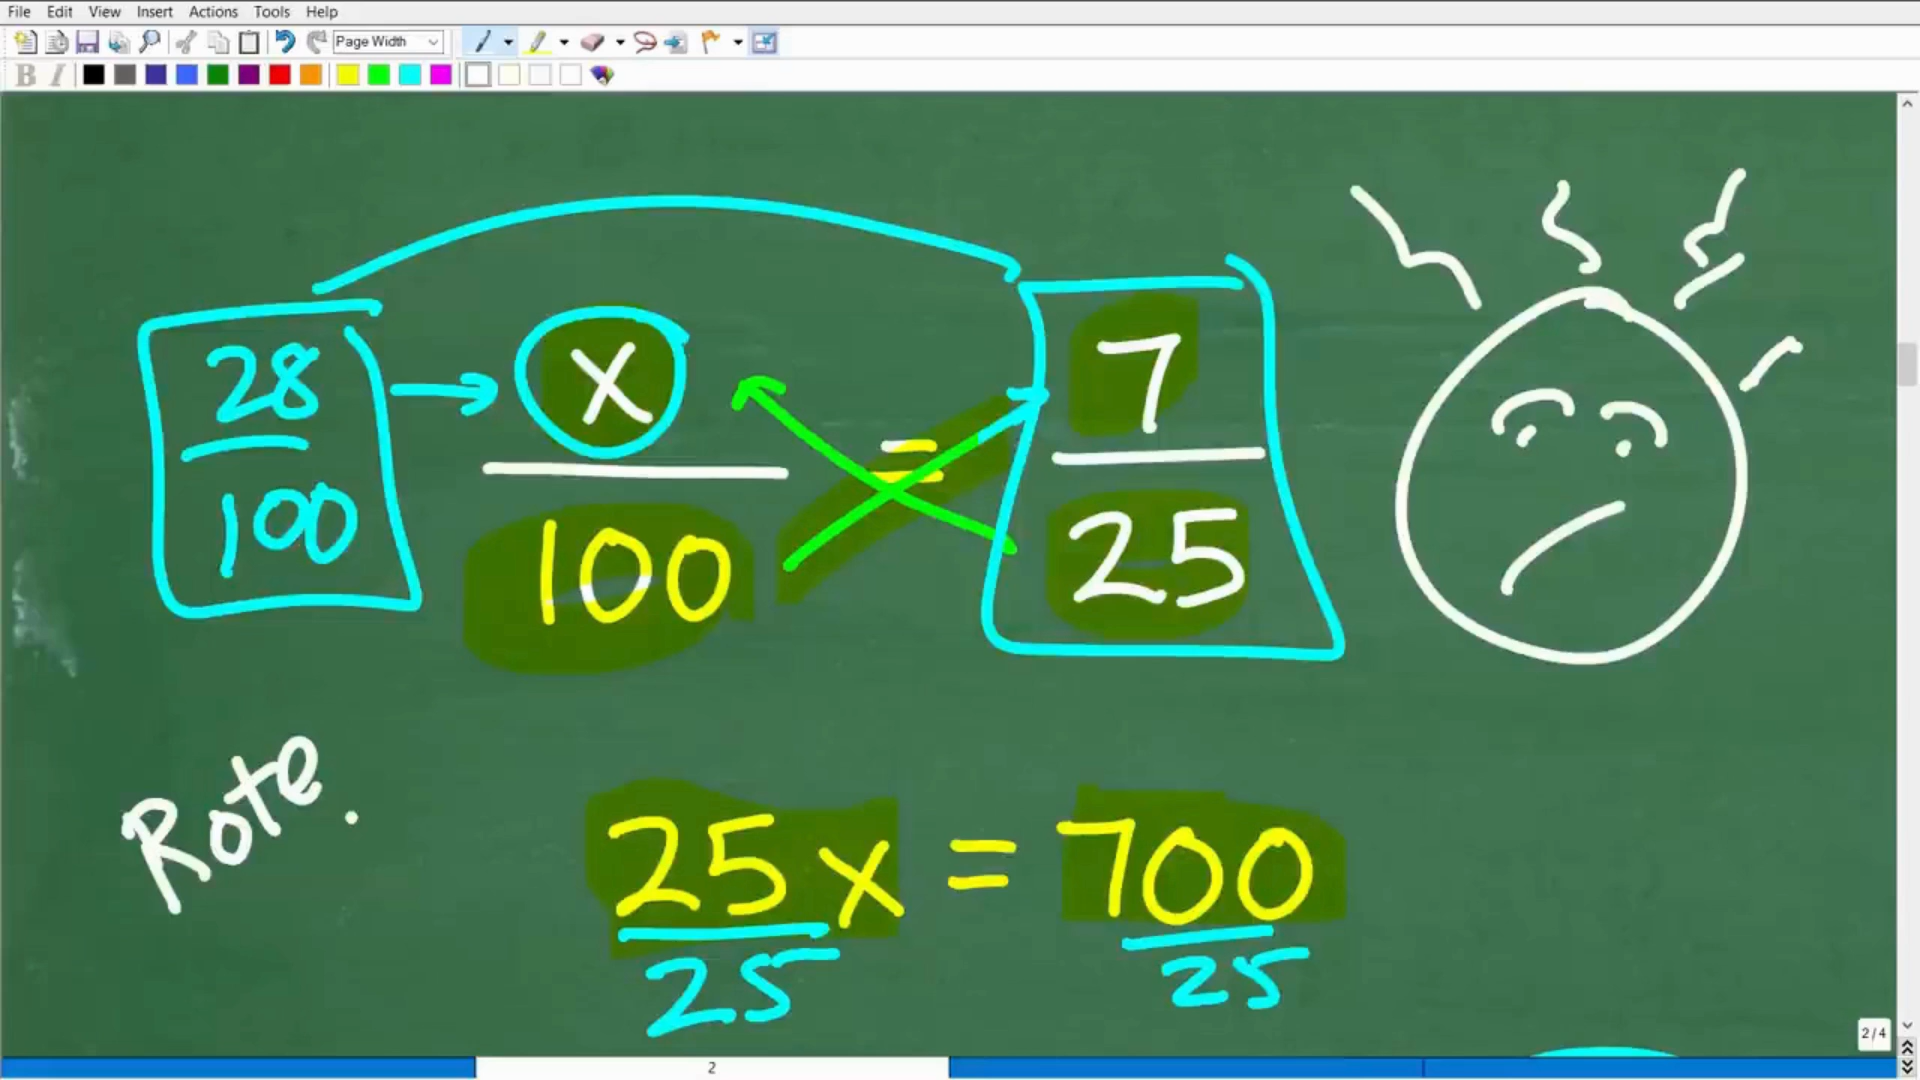 File Edit View Insert Actions Tools Help
Page Width
B I
28 x 7
100 100 = 25
Rote.
25x = 700
25 25
2/4
2